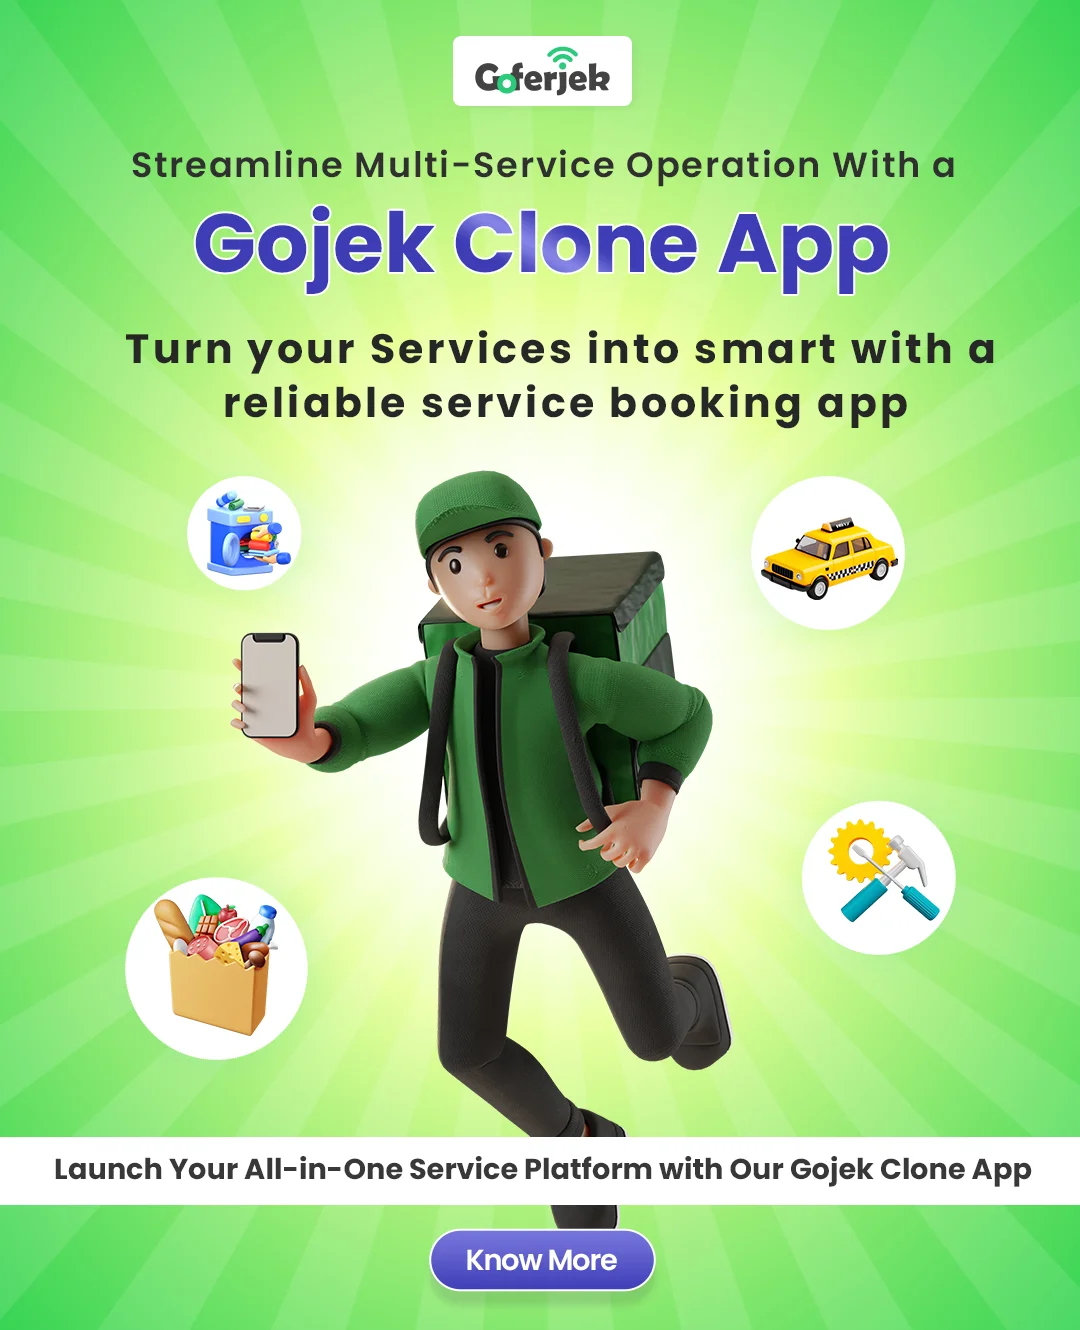 Goferjek
Streamline Multi-Service Operation With a
Gojek Clone App
Turn your Services into smart with a
reliable service booking app
Launch Your All-in-One Service Platform with Our Gojek Clone App
Know More